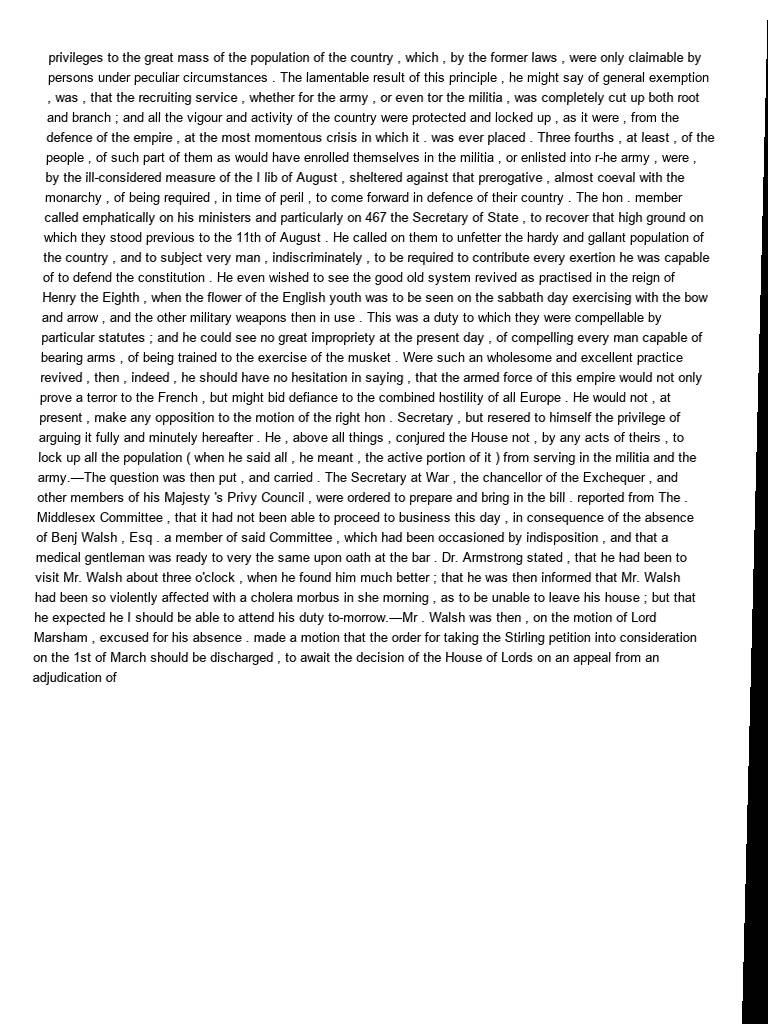 privileges to the great mass of the population of the country , which , by the former laws , were only claimable by
persons under peculiar circumstances . The lamentable result of this principle , he might say of general exemption
, was , that the recruiting service , whether for the army , or even tor the militia , was completely cut up both root
and branch ; and all the vigour and activity of the country were protected and locked up , as it were , from the
defence of the empire , at the most momentous crisis in which it . was ever placed . Three fourths , at least , of the
people , of such part of them as would have enrolled themselves in the militia , or enlisted into r-he army , were ,
by the ill-considered measure of the I lib of August , sheltered against that prerogative , almost coeval with the
monarchy , of being required , in time of peril , to come forward in defence of their country . The hon . member
called emphatically on his ministers and particularly on 467 the Secretary of State , to recover that high ground on
which they stood previous to the 11th of August . He called on them to unfetter the hardy and gallant population of
the country , and to subject very man , indiscriminately , to be required to contribute every exertion he was capable
of to defend the constitution . He even wished to see the good old system revived as practised in the reign of
Henry the Eighth , when the flower of the English youth was to be seen on the sabbath day exercising with the bow
and arrow , and the other military weapons then in use . This was a duty to which they were compellable by
particular statutes ; and he could see no great impropriety at the present day , of compelling every man capable of
bearing arms , of being trained to the exercise of the musket . Were such an wholesome and excellent practice
revived , then , indeed , he should have no hesitation in saying , that the armed force of this empire would not only
prove a terror to the French , but might bid defiance to the combined hostility of all Europe . He would not , at
present , make any opposition to the motion of the right hon . Secretary , but resered to himself the privilege of
arguing it fully and minutely hereafter . He , above all things , conjured the House not , by any acts of theirs , to
lock up all the population ( when he said all , he meant , the active portion of it ) from serving in the militia and the
army.—The question was then put , and carried . The Secretary at War , the chancellor of the Exchequer , and
other members of his Majesty 's Privy Council , were ordered to prepare and bring in the bill . reported from The .
Middlesex Committee , that it had not been able to proceed to business this day , in consequence of the absence
of Benj Walsh , Esq . a member of said Committee , which had been occasioned by indisposition , and that a
medical gentleman was ready to very the same upon oath at the bar . Dr. Armstrong stated , that he had been to
visit Mr. Walsh about three o'clock , when he found him much better ; that he was then informed that Mr. Walsh
had been so violently affected with a cholera morbus in she morning , as to be unable to leave his house ; but that
he expected he I should be able to attend his duty to-morrow.—Mr . Walsh was then , on the motion of Lord
Marsham , excused for his absence . made a motion that the order for taking the Stirling petition into consideration
on the 1st of March should be discharged , to await the decision of the House of Lords on an appeal from an
adjudication of